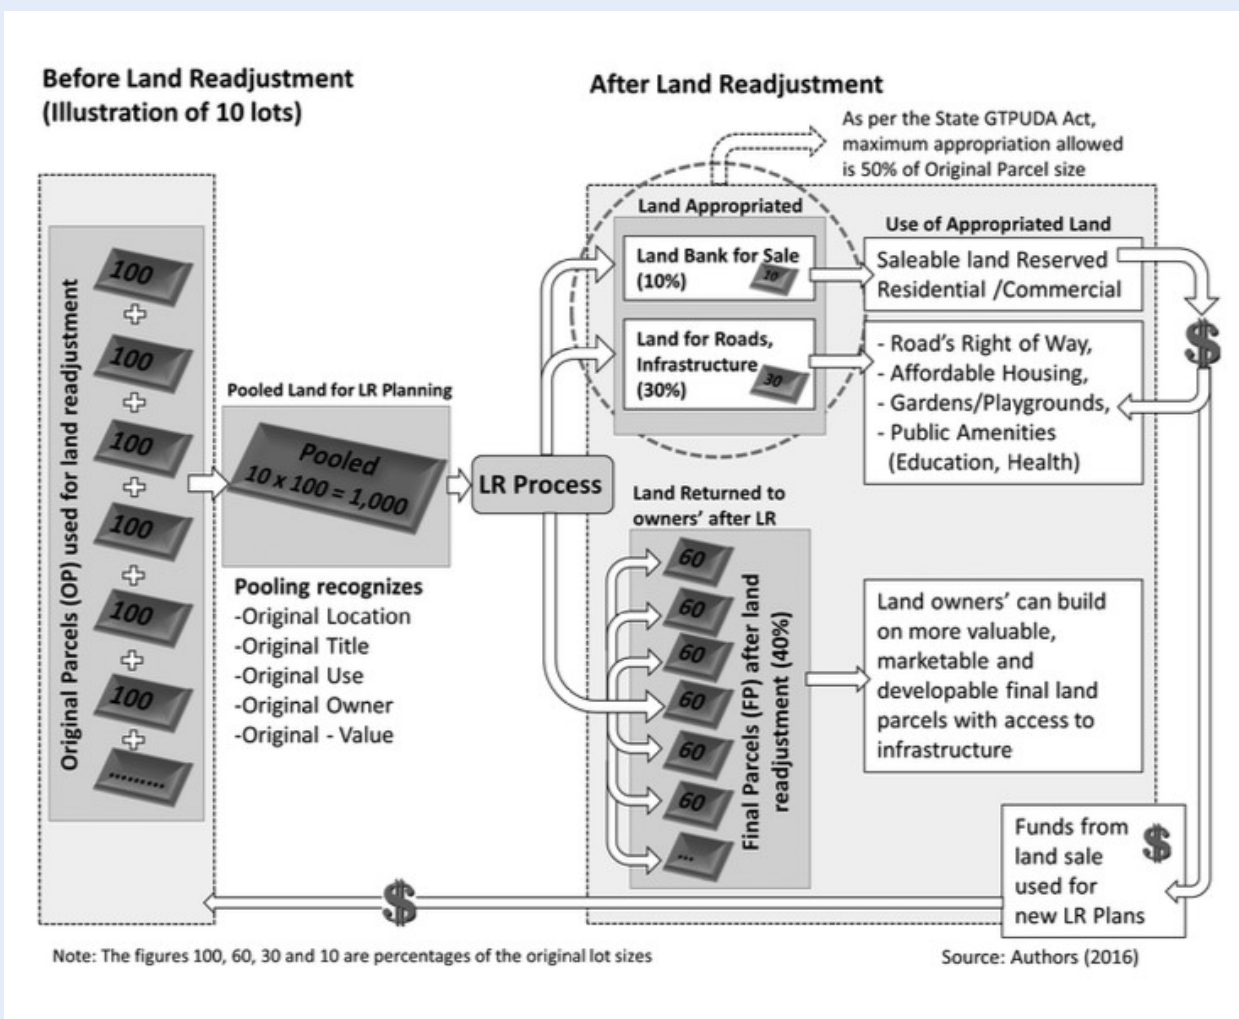 Before Land Readjustment
(Illustration of 10 lots)
Original Parcels (OP) used for land readjustment
100
100
100
100
100
100
.........
Pooled Land for LR Planning
Pooled
10 x 100 = 1,000
Pooling recognizes
-Original Location
-Original Title
-Original Use
-Original Owner
-Original - Value
LR Process
After Land Readjustment
As per the State GTPUDA Act,
maximum appropriation allowed
is 50% of Original Parcel size
Land Appropriated
Land Bank for Sale
(10%)
10
Land for Roads,
Infrastructure
(30%)
30
Use of Appropriated Land
Saleable land Reserved
Residential /Commercial
$
- Road's Right of Way,
- Affordable Housing,
- Gardens/Playgrounds,
- Public Amenities
(Education, Health)
Land Returned to
owners' after LR
60
60
60
60
60
60
...
Final Parcels (FP) after land
readjustment (40%)
Land owners' can build
on more valuable,
marketable and
developable final land
parcels with access to
infrastructure
Funds from
land sale
used for
new LR Plans
$
$
Note: The figures 100, 60, 30 and 10 are percentages of the original lot sizes
Source: Authors (2016)